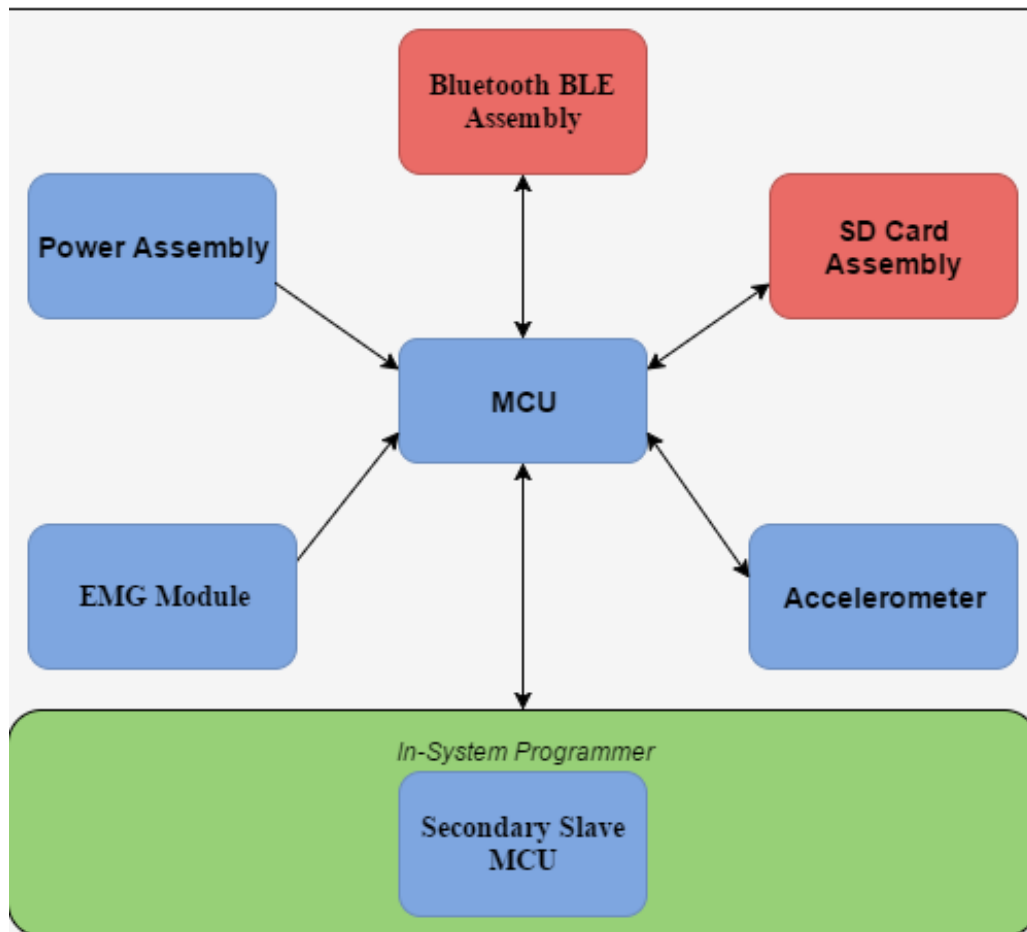 Bluetooth BLE
Assembly
Power Assembly
SD Card
Assembly
MCU
EMG Module
Accelerometer
In-System Programmer
Secondary Slave
MCU